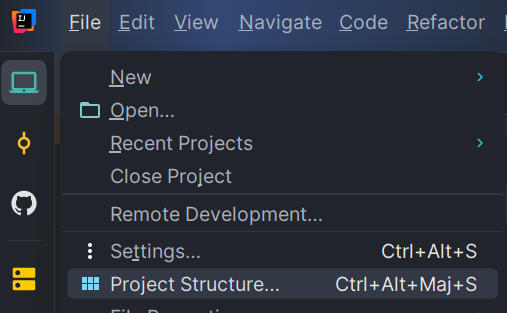 File Edit View Navigate Code Refactor
New
Open...
Recent Projects
Close Project
Remote Development...
Settings... Ctrl+Alt+S
Project Structure... Ctrl+Alt+Maj+S